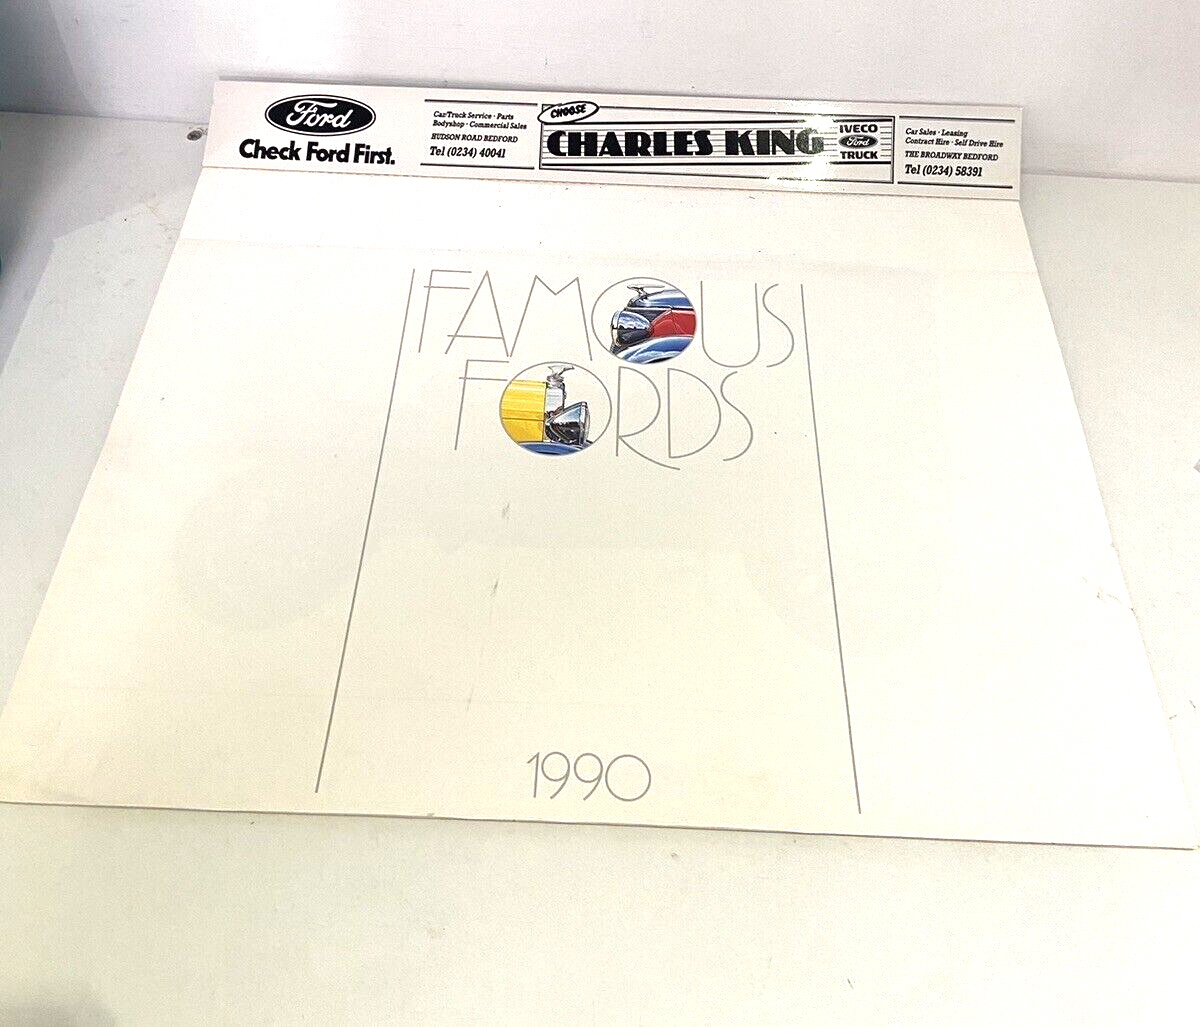 Ford
Check Ford First.
Car/Truck Service · Parts
Bodyshop · Commercial Sales
HUDSON ROAD BEDFORD
Tel (0234) 40041
CHOOSE
CHARLES KING
IVECO
Ford
TRUCK
Car Sales · Leasing
Contract Hire · Self Drive Hire
THE BROADWAY BEDFORD
Tel (0234) 58391
FAMOUS
FORDS
1990